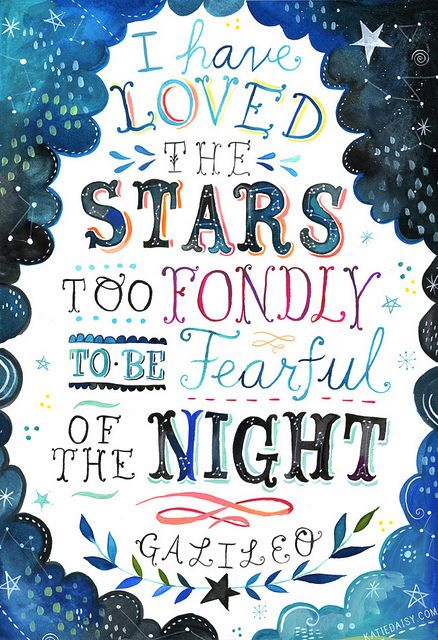 I have
LOVED
THE
STARS
TOO FONDLY
TO·BE Fearful
OF
THE NIGHT
GALILEO
KATIEDAISY.COM